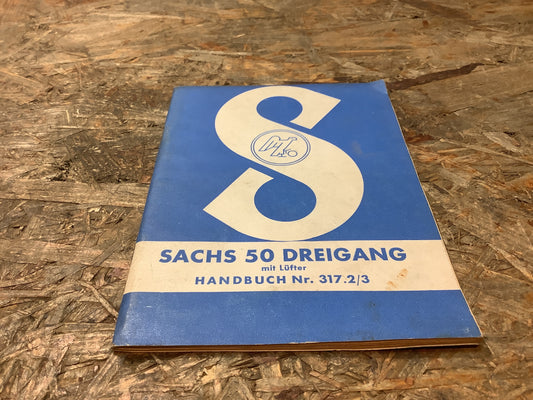 S
SACHS 50 DREIGANG
mit Lüfter
HANDBUCH Nr. 317.2/3